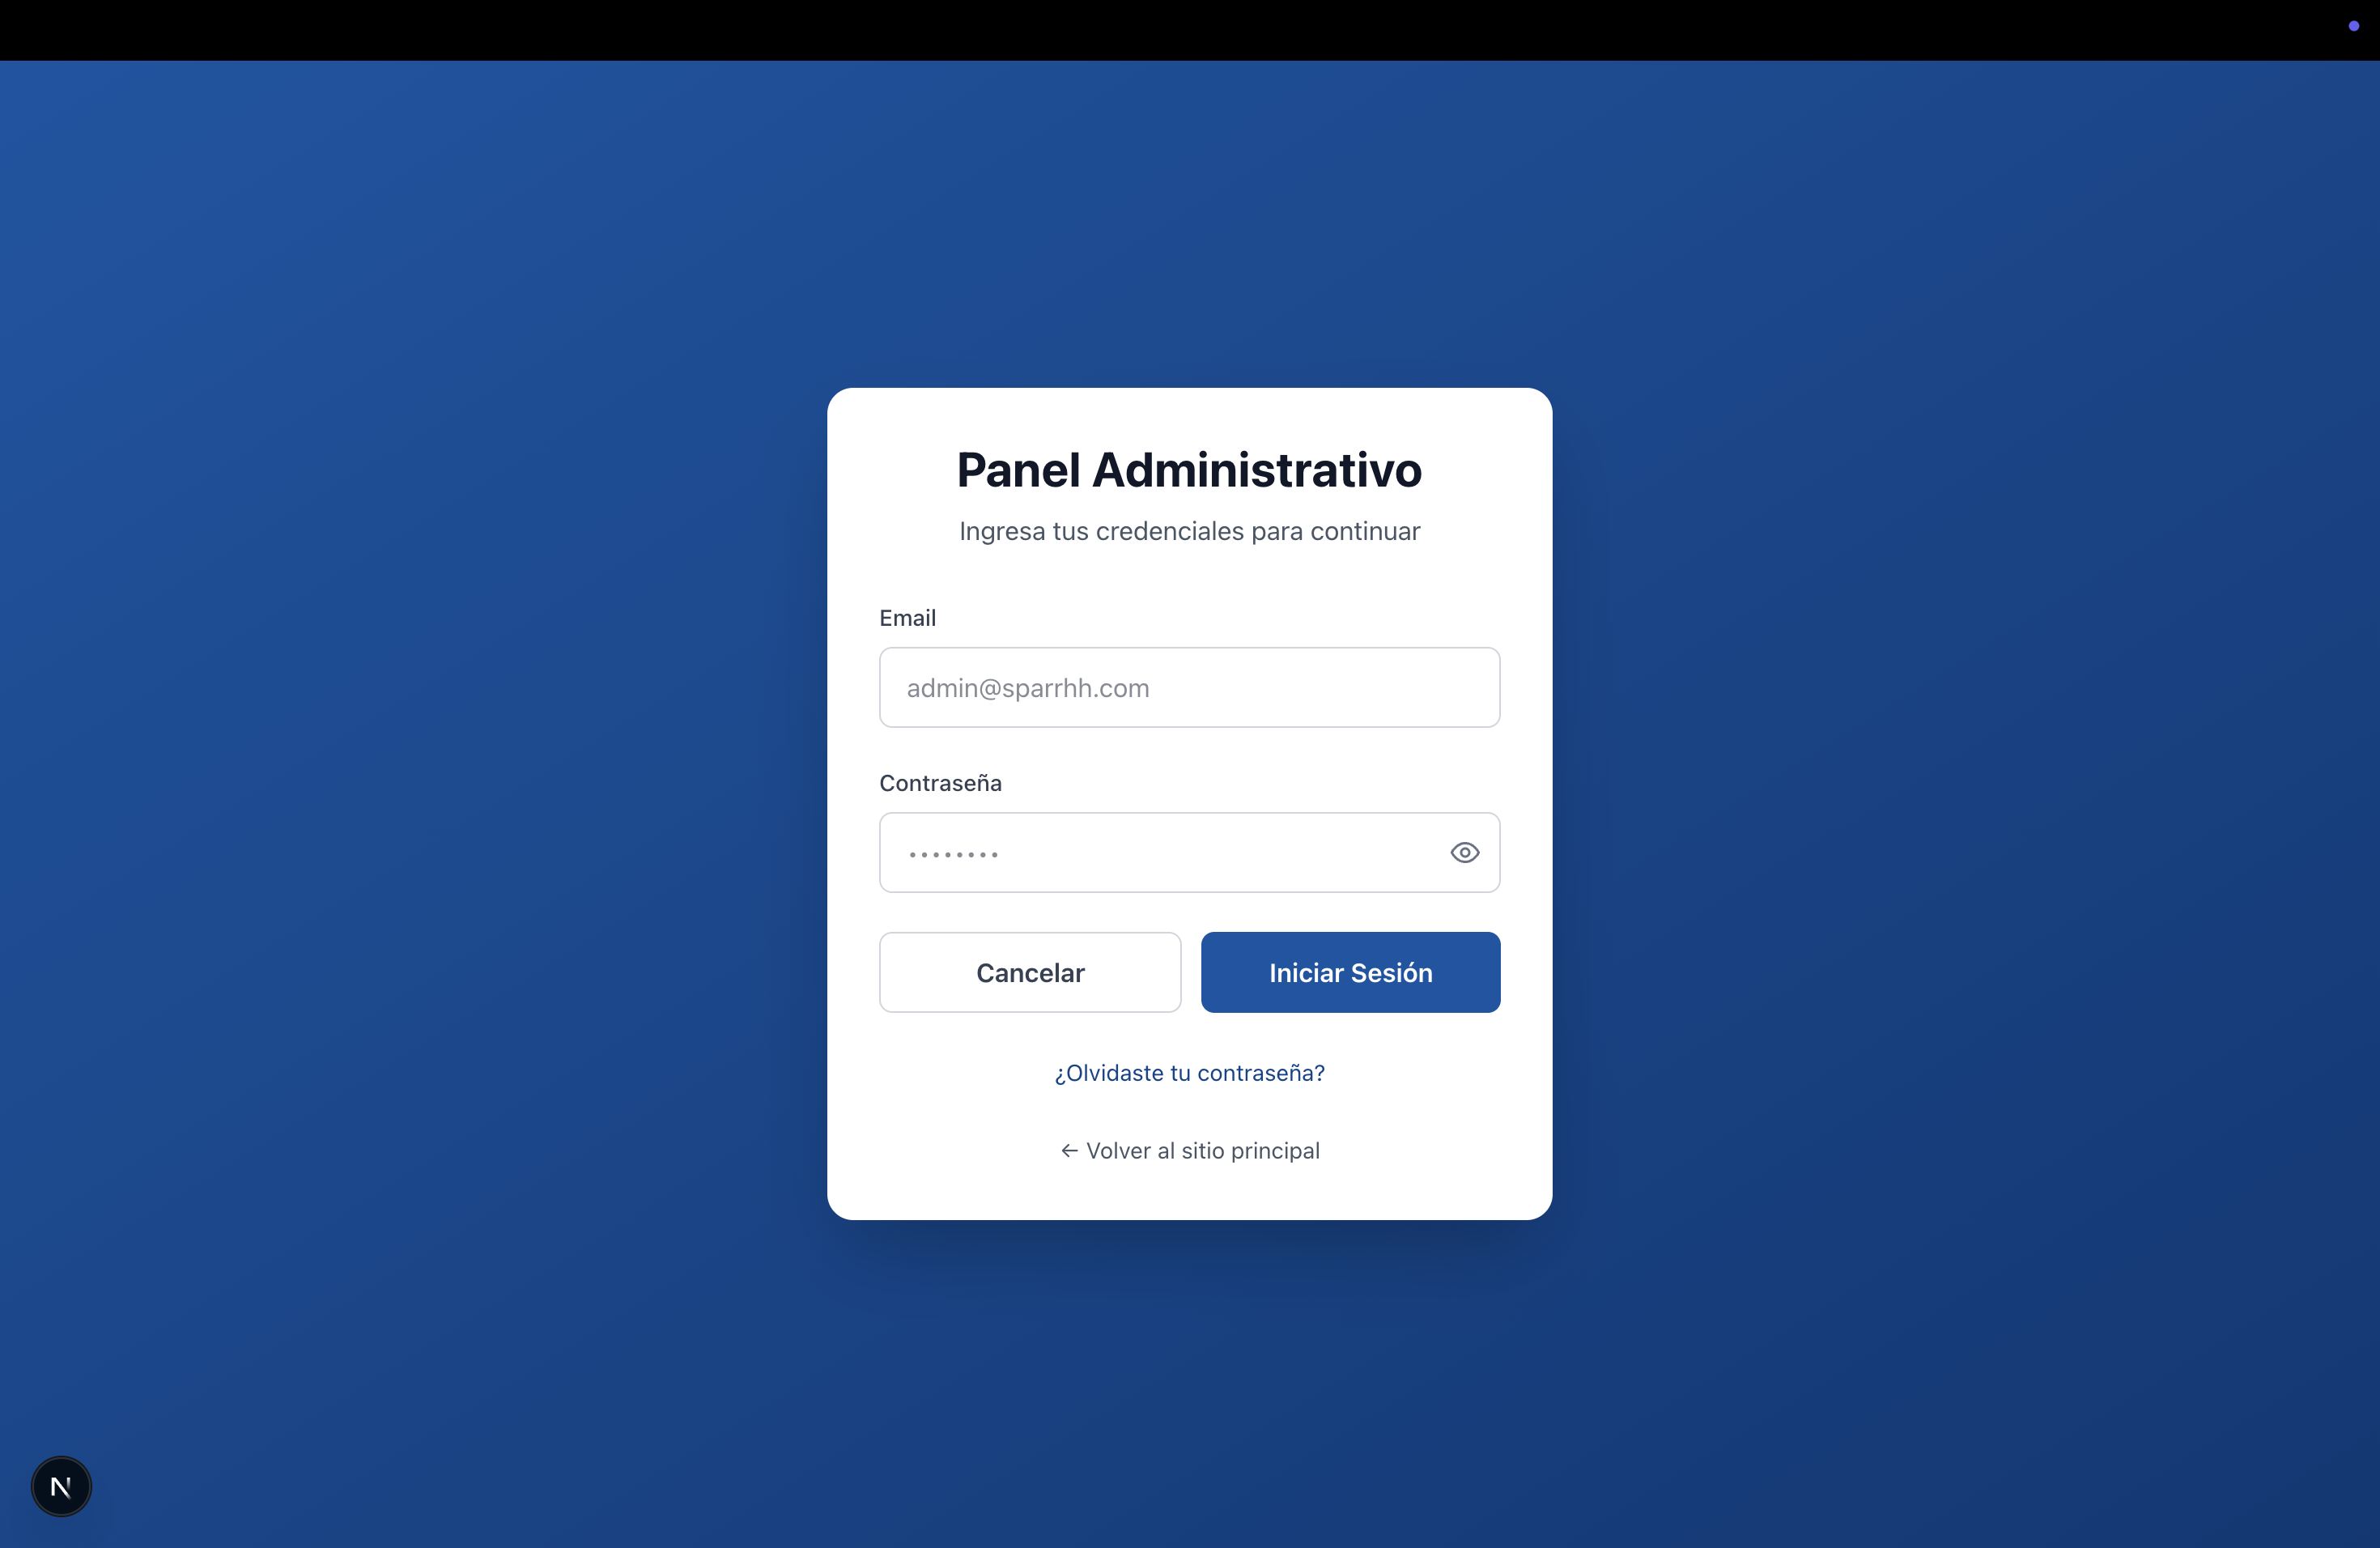 Panel Administrativo
Ingresa tus credenciales para continuar
Email
admin@sparrhh.com
Contraseña
••••••••
Cancelar
Iniciar Sesión
¿Olvidaste tu contraseña?
← Volver al sitio principal
N